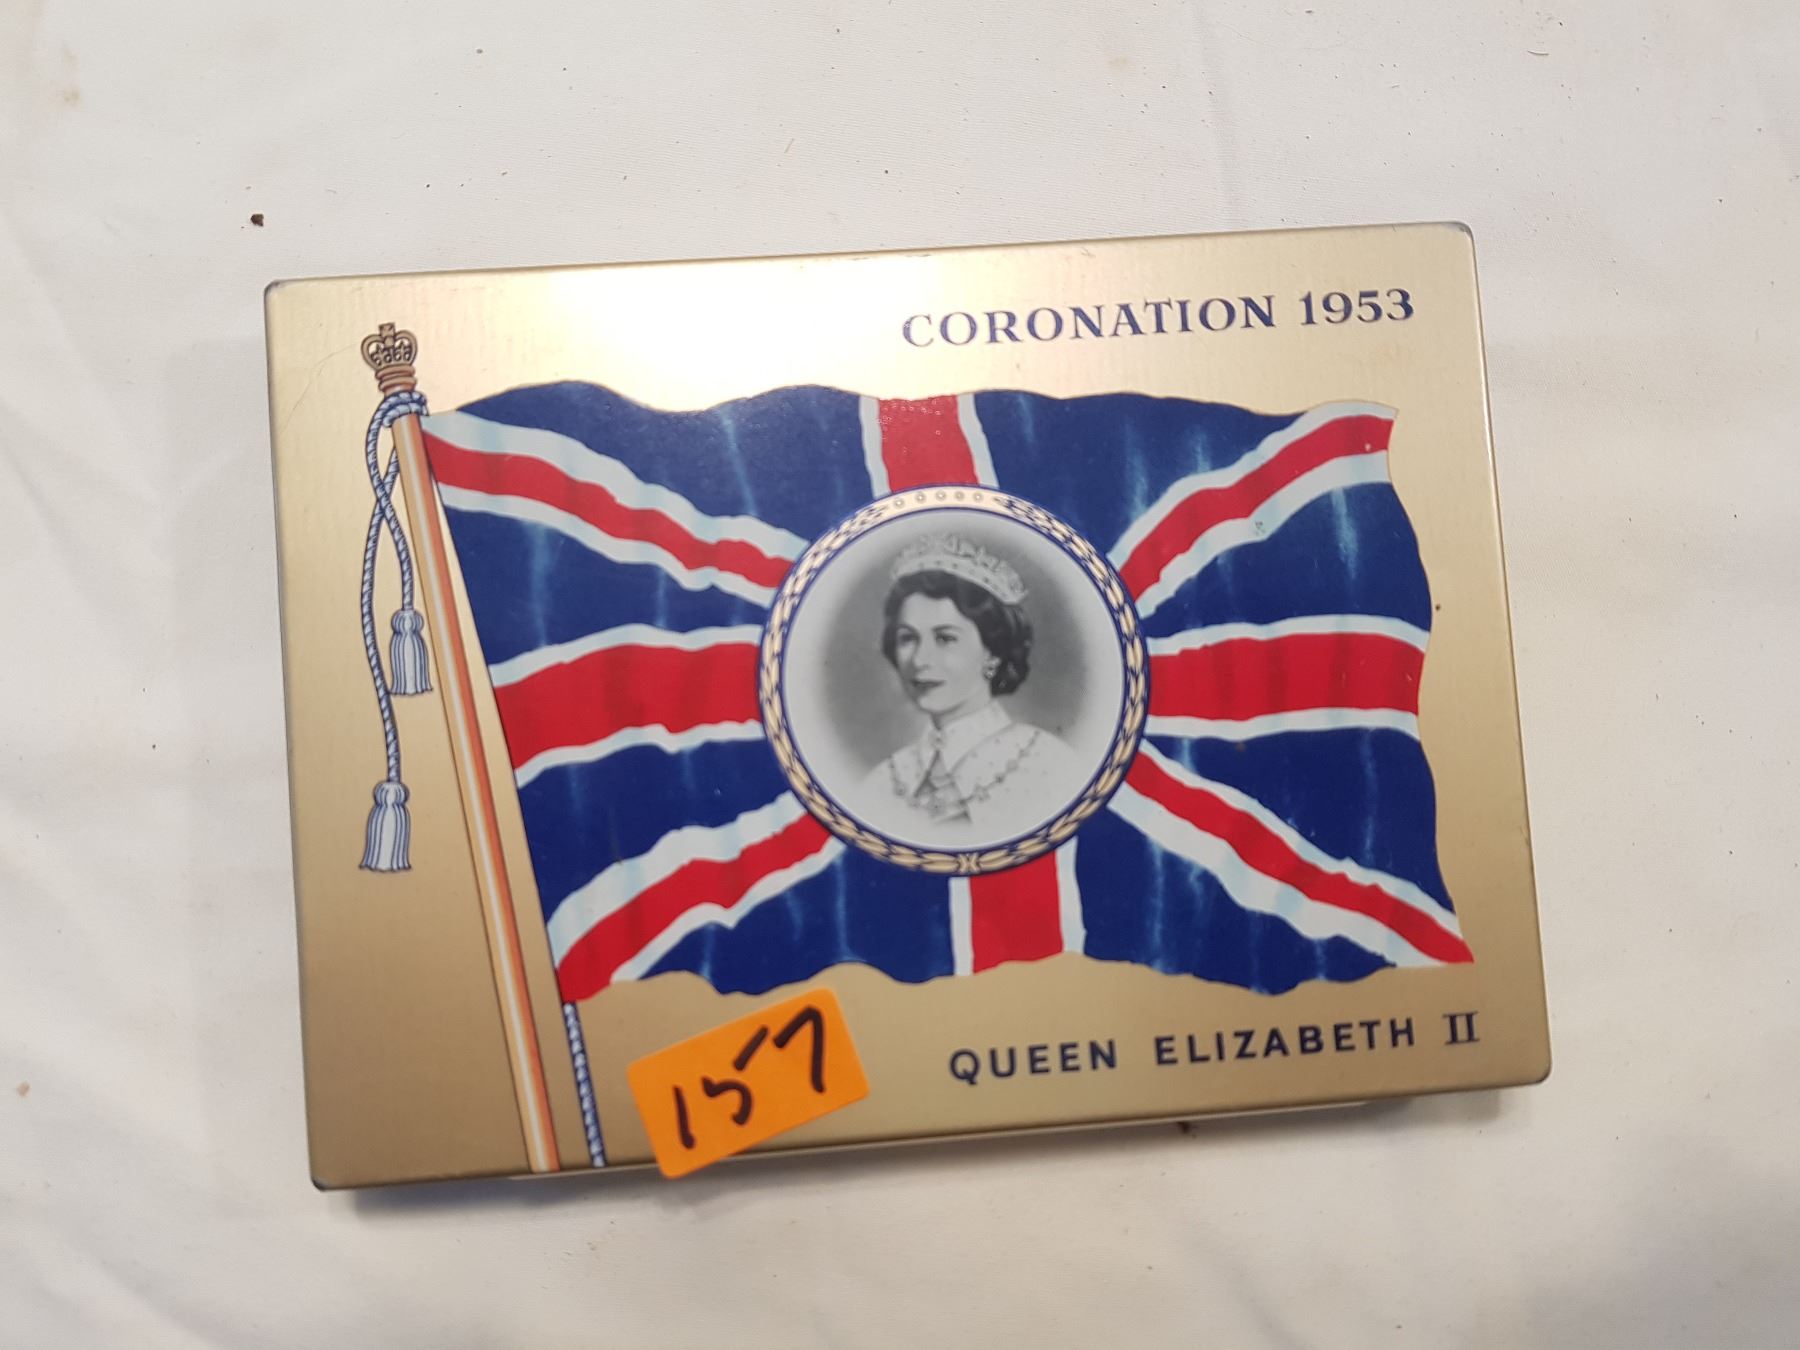 CORONATION 1953
QUEEN ELIZABETH II
157